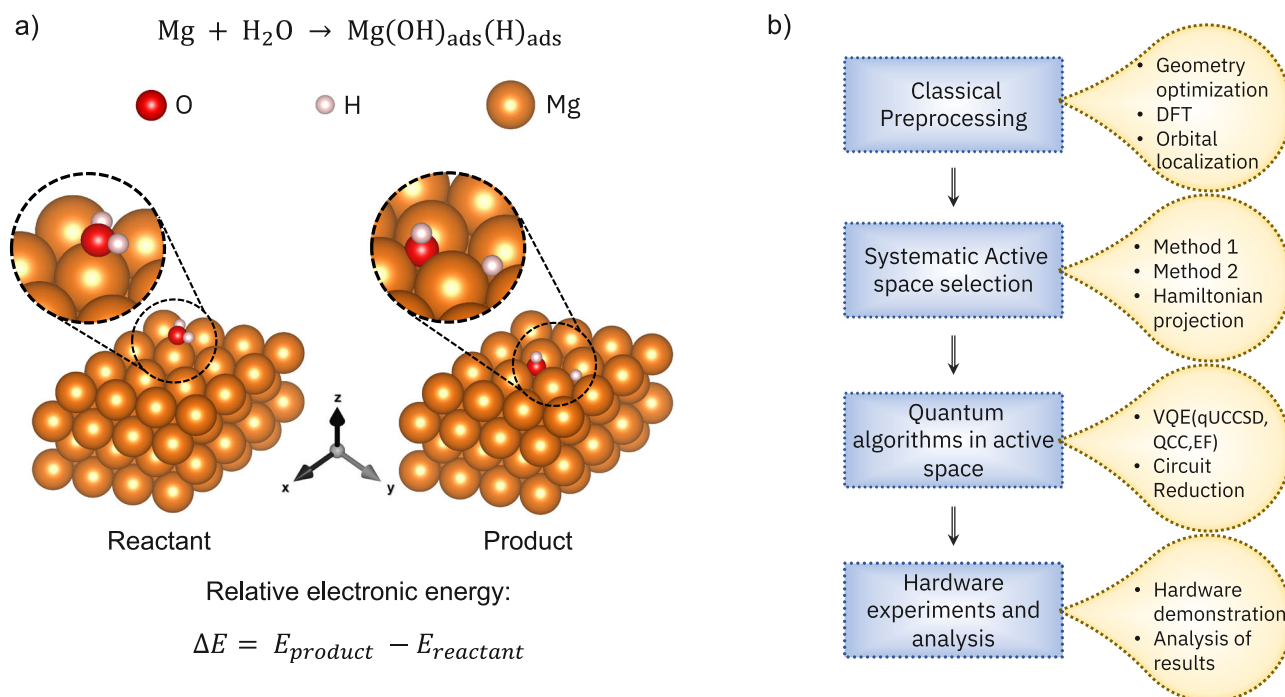 a)
Mg + H₂O → Mg(OH)ₐdₛ(H)ₐdₛ
O
H
Mg
z
x
y
Reactant
Product
Relative electronic energy:
ΔE = E_product − E_reactant
b)
Classical
Preprocessing
• Geometry
optimization
• DFT
• Orbital
localization
⇓
Systematic Active
space selection
• Method 1
• Method 2
• Hamiltonian
projection
⇓
Quantum
algorithms in active
space
• VQE(qUCCSD,
QCC,EF)
• Circuit
Reduction
⇓
Hardware
experiments and
analysis
• Hardware
demonstration
• Analysis of
results